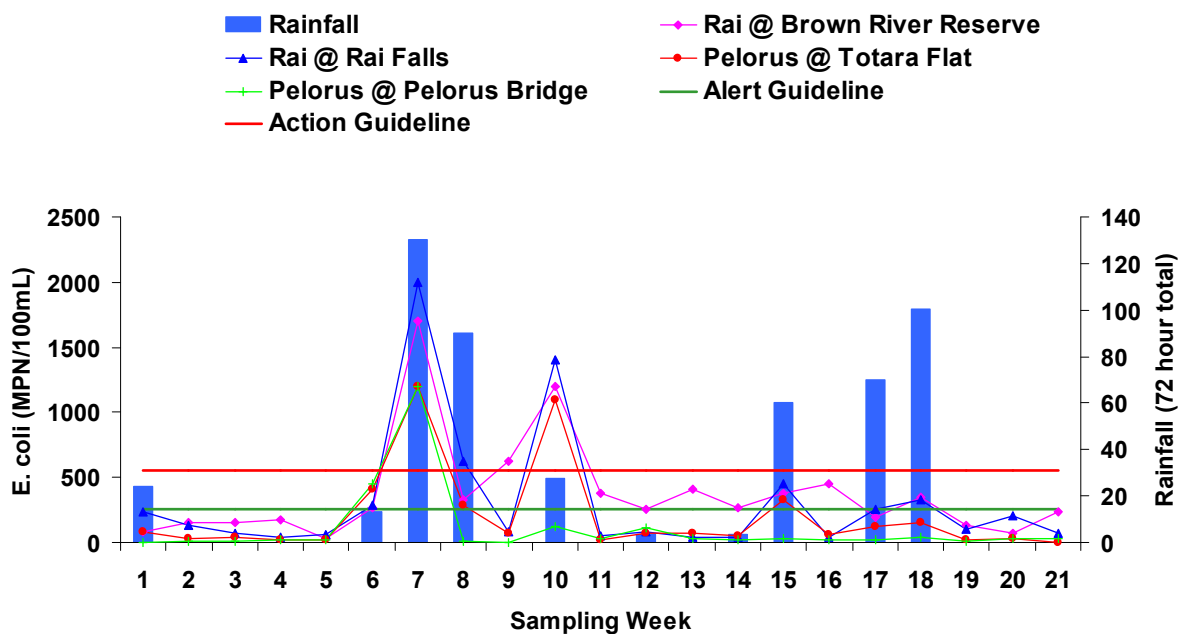 Rainfall
Rai @ Brown River Reserve
Rai @ Rai Falls
Pelorus @ Totara Flat
Pelorus @ Pelorus Bridge
Alert Guideline
Action Guideline
E. coli (MPN/100mL)
2500
2000
1500
1000
500
0
140
120
100
80
60
40
20
0
Rainfall (72 hour total)
1 2 3 4 5 6 7 8 9 10 11 12 13 14 15 16 17 18 19 20 21
Sampling Week